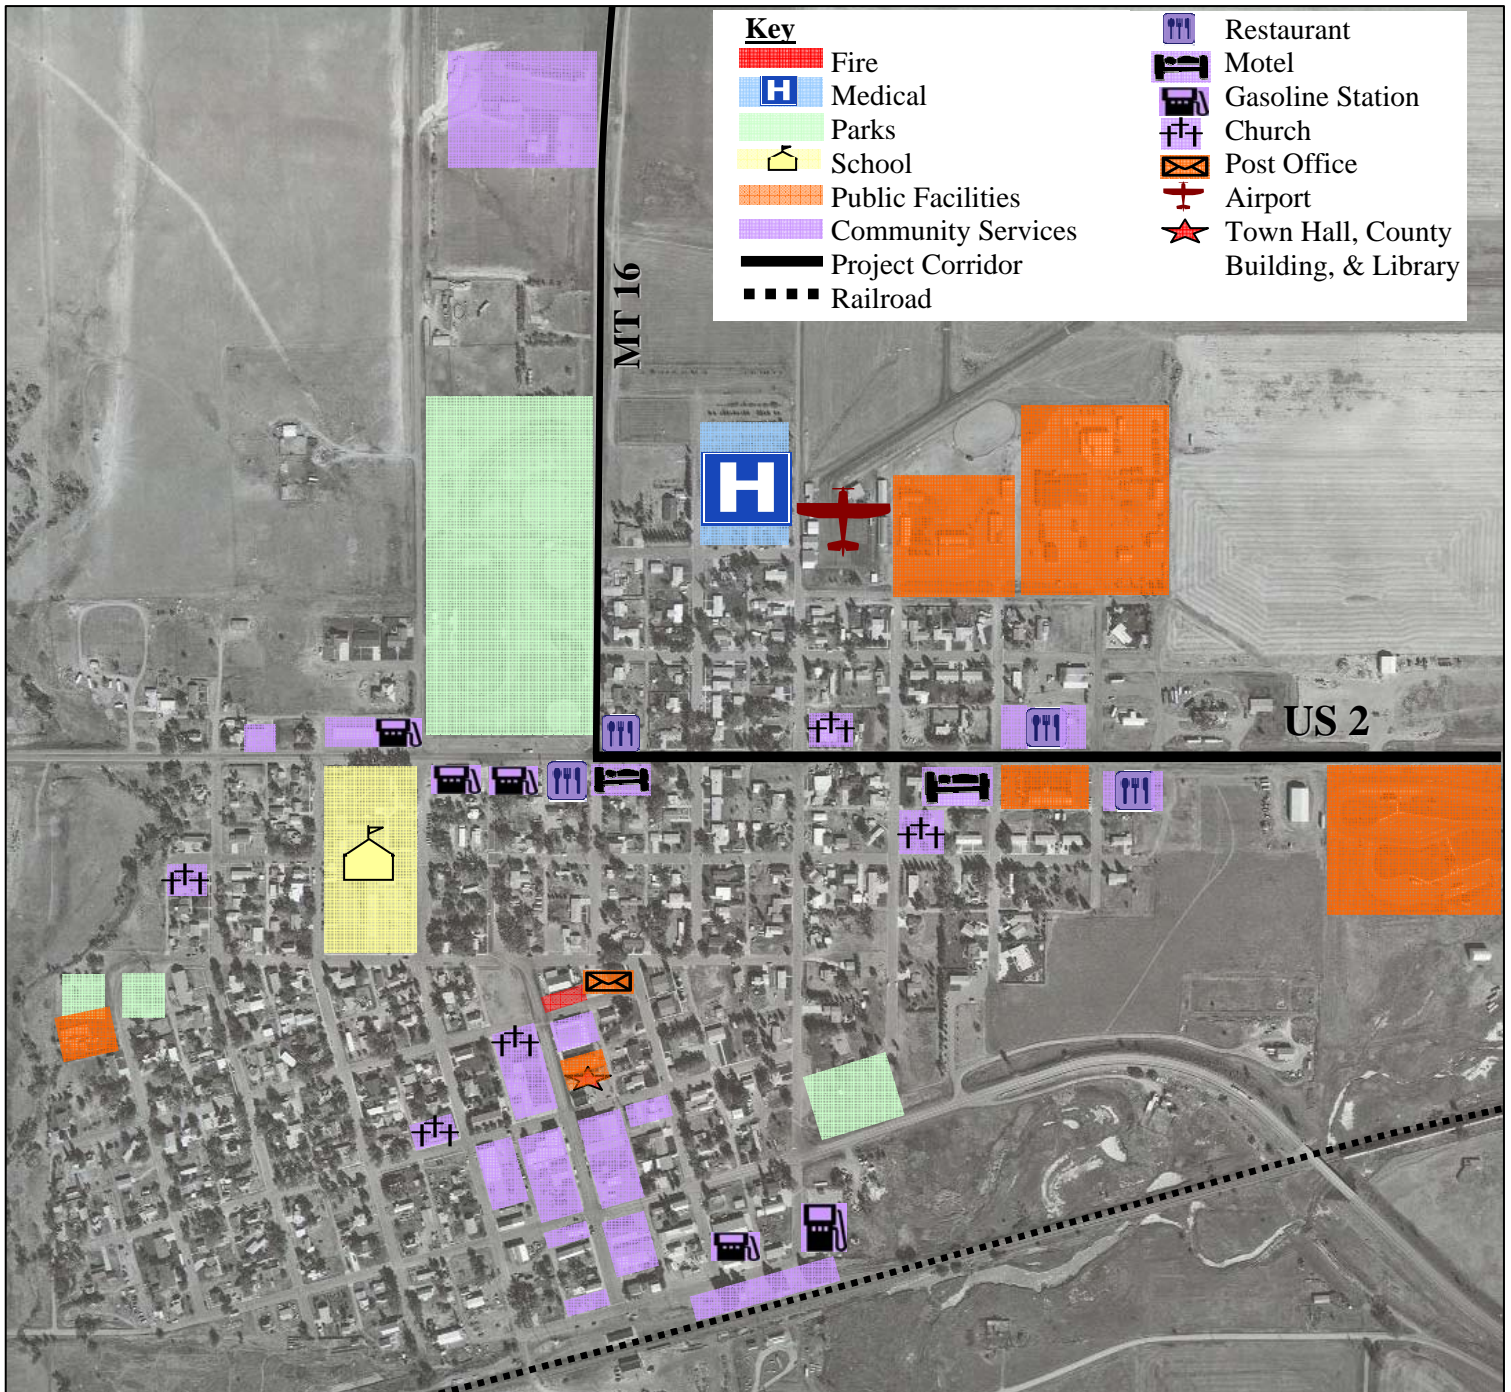 Key
Fire
H Medical
Parks
School
Public Facilities
Community Services
Project Corridor
Railroad
Restaurant
Motel
Gasoline Station
Church
Post Office
Airport
Town Hall, County
Building, & Library
MT 16
H
US 2